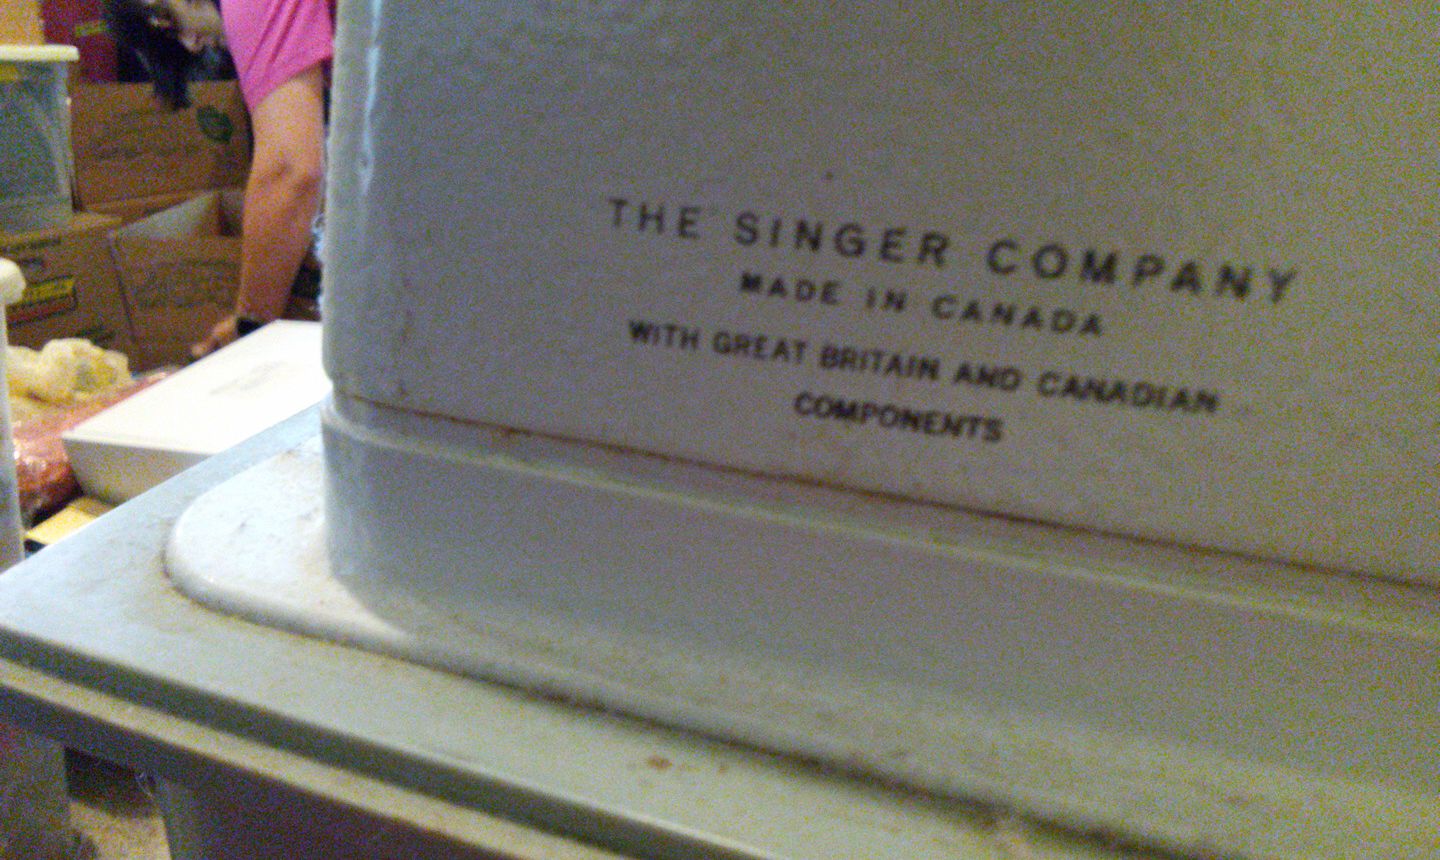 THE SINGER COMPANY
MADE IN CANADA
WITH GREAT BRITAIN AND CANADIAN
COMPONENTS